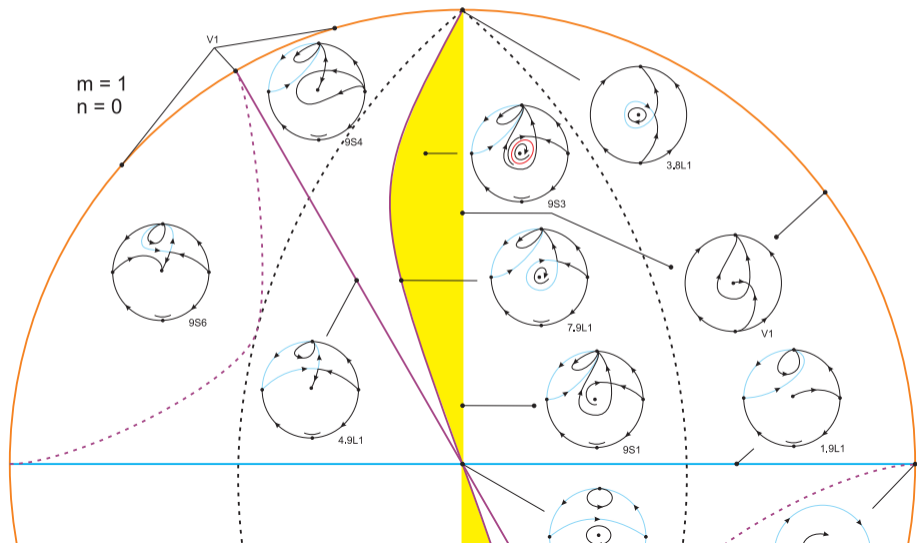 V1
m = 1
n = 0
9S4
3.8L1
9S3
9S6
7.9L1
V1
4.9L1
9S1
1.9L1